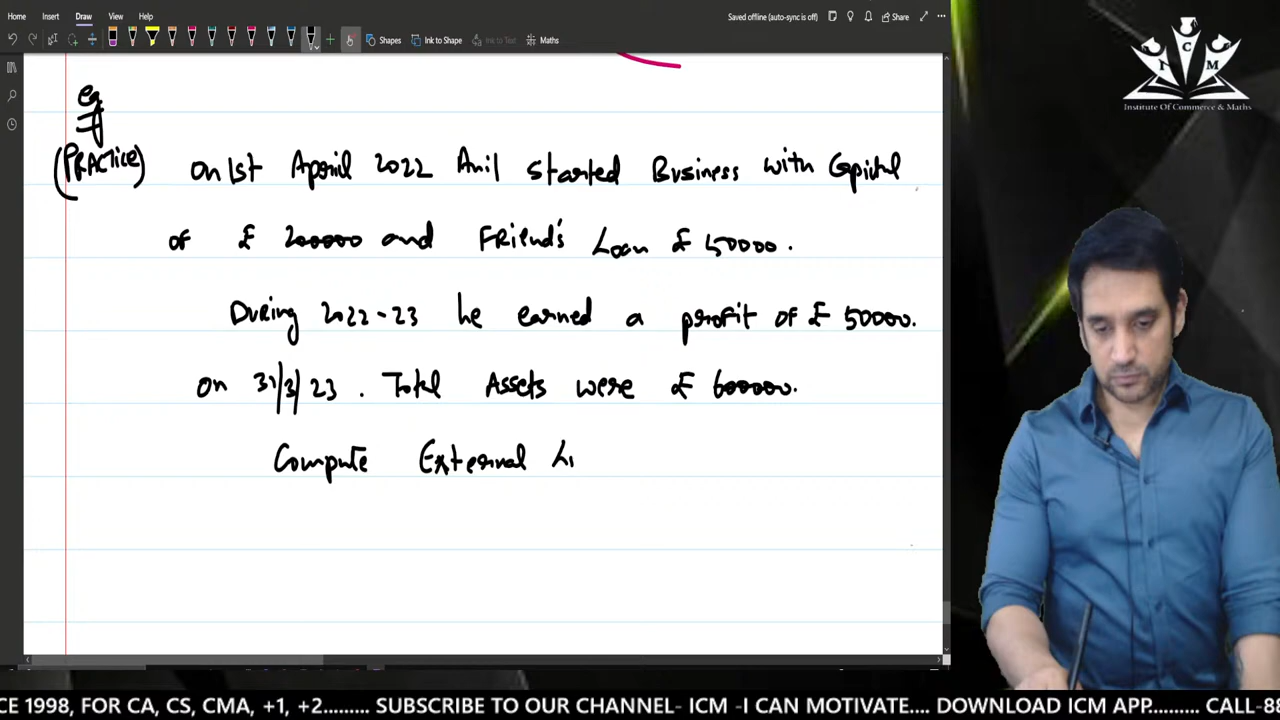 Home Insert Draw View Help
Saved offline (auto-sync is off) Share
Shapes Ink to Shape Ink to Text Maths
I C M
Institute Of Commerce & Maths
eg
(PRACTICE) On 1st April 2022 Anil Started Business with Capital
of £ 200000 and Friend's Loan £ 50000.
During 2022-23 he earned a profit of £ 50000.
on 31/3/23. Total Assets were £ 600000.
Compute External Li
CE 1998, FOR CA, CS, CMA, +1, +2......... SUBSCRIBE TO OUR CHANNEL- ICM -I CAN MOTIVATE.... DOWNLOAD ICM APP.......... CALL-88